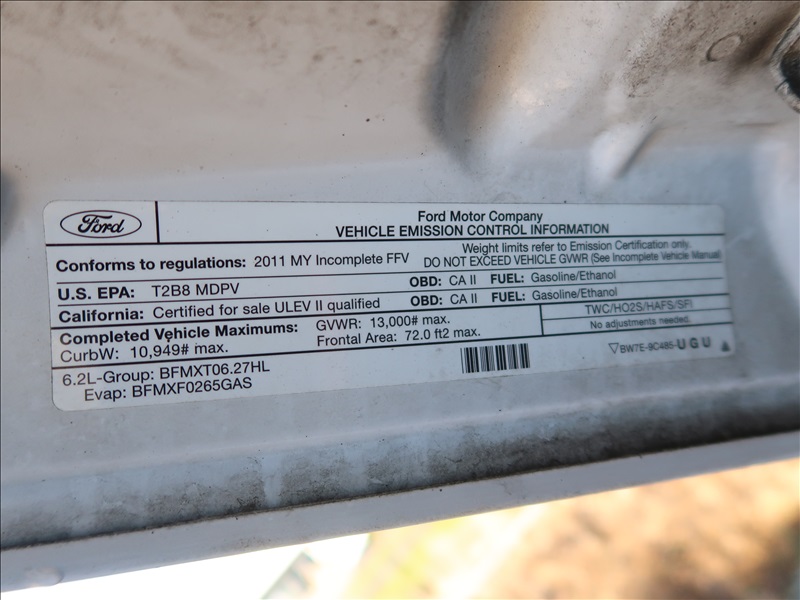 Ford
Ford Motor Company
VEHICLE EMISSION CONTROL INFORMATION
Conforms to regulations: 2011 MY Incomplete FFV
Weight limits refer to Emission Certification only.
DO NOT EXCEED VEHICLE GVWR (See Incomplete Vehicle Manual)
U.S. EPA: T2B8 MDPV OBD: CA II FUEL: Gasoline/Ethanol
California: Certified for sale ULEV II qualified OBD: CA II FUEL: Gasoline/Ethanol
Completed Vehicle Maximums: GVWR: 13,000# max.
CurbW: 10,949# max. Frontal Area: 72.0 ft2 max.
TWC/HO2S/HAFS/SFI
No adjustments needed.
6.2L-Group: BFMXT06.27HL
Evap: BFMXF0265GAS
BW7E-9C485-UGU